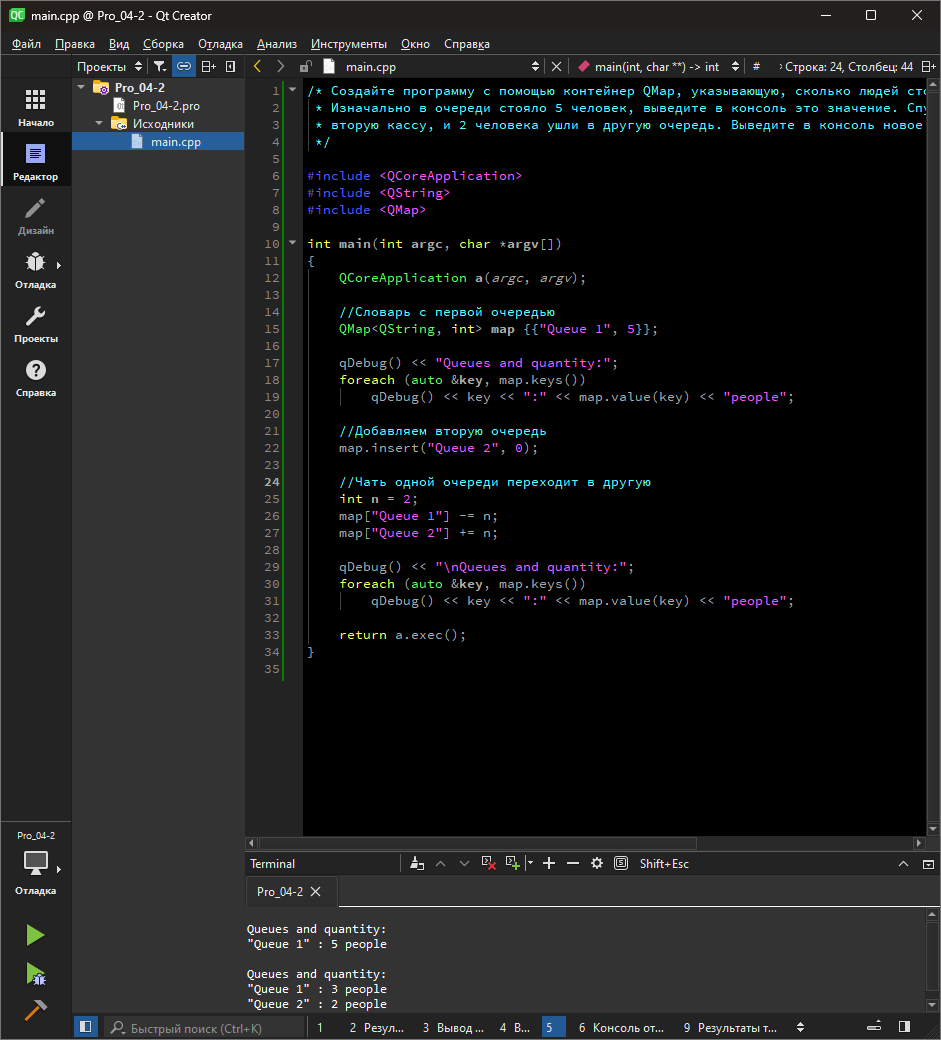 main.cpp @ Pro_04-2 - Qt Creator
Файл Правка Вид Сборка Отладка Анализ Инструменты Окно Справка
Проекты main.cpp main(int, char **) -> int # Строка: 24, Столбец: 44
Начало
Редактор
Дизайн
Отладка
Проекты
Справка
Pro_04-2
Pro_04-2.pro
Исходники
main.cpp
1 /* Создайте программу с помощью контейнер QMap, указывающую, сколько людей сто
2 * Изначально в очереди стояло 5 человек, выведите в консоль это значение. Спу
3 * вторую кассу, и 2 человека ушли в другую очередь. Выведите в консоль новое
4 */
5
6 #include <QCoreApplication>
7 #include <QString>
8 #include <QMap>
9
10 int main(int argc, char *argv[])
11 {
12 QCoreApplication a(argc, argv);
13
14 //Словарь с первой очередью
15 QMap<QString, int> map {{"Queue 1", 5}};
16
17 qDebug() << "Queues and quantity:";
18 foreach (auto &key, map.keys())
19 qDebug() << key << ":" << map.value(key) << "people";
20
21 //Добавляем вторую очередь
22 map.insert("Queue 2", 0);
23
24 //Чать одной очереди переходит в другую
25 int n = 2;
26 map["Queue 1"] -= n;
27 map["Queue 2"] += n;
28
29 qDebug() << "\nQueues and quantity:";
30 foreach (auto &key, map.keys())
31 qDebug() << key << ":" << map.value(key) << "people";
32
33 return a.exec();
34 }
35
Pro_04-2
Отладка
Terminal Shift+Esc
Pro_04-2
Queues and quantity:
"Queue 1" : 5 people
Queues and quantity:
"Queue 1" : 3 people
"Queue 2" : 2 people
Быстрый поиск (Ctrl+K) 1 2 Резул... 3 Вывод ... 4 В... 5 6 Консоль от... 9 Результаты т...